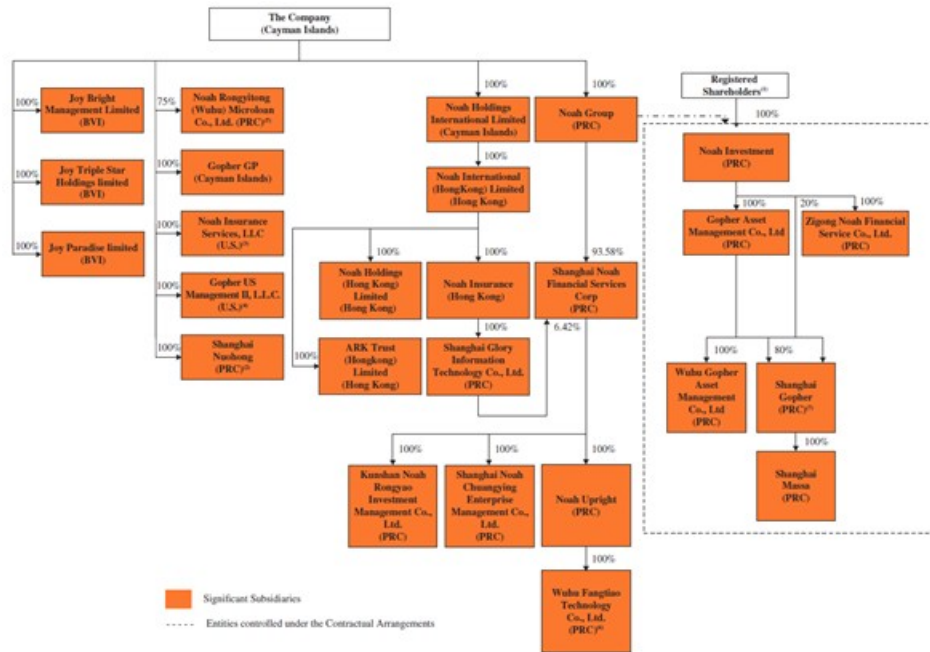 The Company
(Cayman Islands)
100%
Joy Bright
Management Limited
(BVI)
100%
Joy Triple Star
Holdings limited
(BVI)
100%
Joy Paradise limited
(BVI)
75%
Noah Rongyitong
(Wuhu) Microloan
Co., Ltd. (PRC)
100%
Gopher GP
(Cayman Islands)
100%
Noah Insurance
Services, LLC
(U.S.)
100%
Gopher US
Management II, L.L.C.
(U.S.)
100%
Shanghai
Nuohong
(PRC)
100%
Noah Holdings
International Limited
(Cayman Islands)
100%
Noah International
(HongKong) Limited
(Hong Kong)
100%
Noah Group
(PRC)
100%
Noah Holdings
(Hong Kong)
Limited
(Hong Kong)
100%
Noah Insurance
(Hong Kong)
93.58%
Shanghai Noah
Financial Services
Corp
(PRC)
6.42%
100%
ARK Trust
(Hongkong)
Limited
(Hong Kong)
100%
Shanghai Glory
Information
Technology Co., Ltd.
(PRC)
100%
Kunshan Noah
Rongyao
Investment
Management Co.,
Ltd.
(PRC)
100%
Shanghai Noah
Chuangying
Enterprise
Management Co.,
Ltd.
(PRC)
100%
Noah Upright
(PRC)
100%
Wuhu Fangtiao
Technology
Co., Ltd.
(PRC)
Registered
Shareholders
100%
Noah Investment
(PRC)
100%
Gopher Asset
Management Co., Ltd
(PRC)
20%
100%
Zigong Noah Financial
Service Co., Ltd.
(PRC)
100%
Wuhu Gopher
Asset
Management
Co., Ltd
(PRC)
80%
Shanghai
Gopher
(PRC)
100%
Shanghai
Massa
(PRC)
Significant Subsidiaries
Entities controlled under the Contractual Arrangements